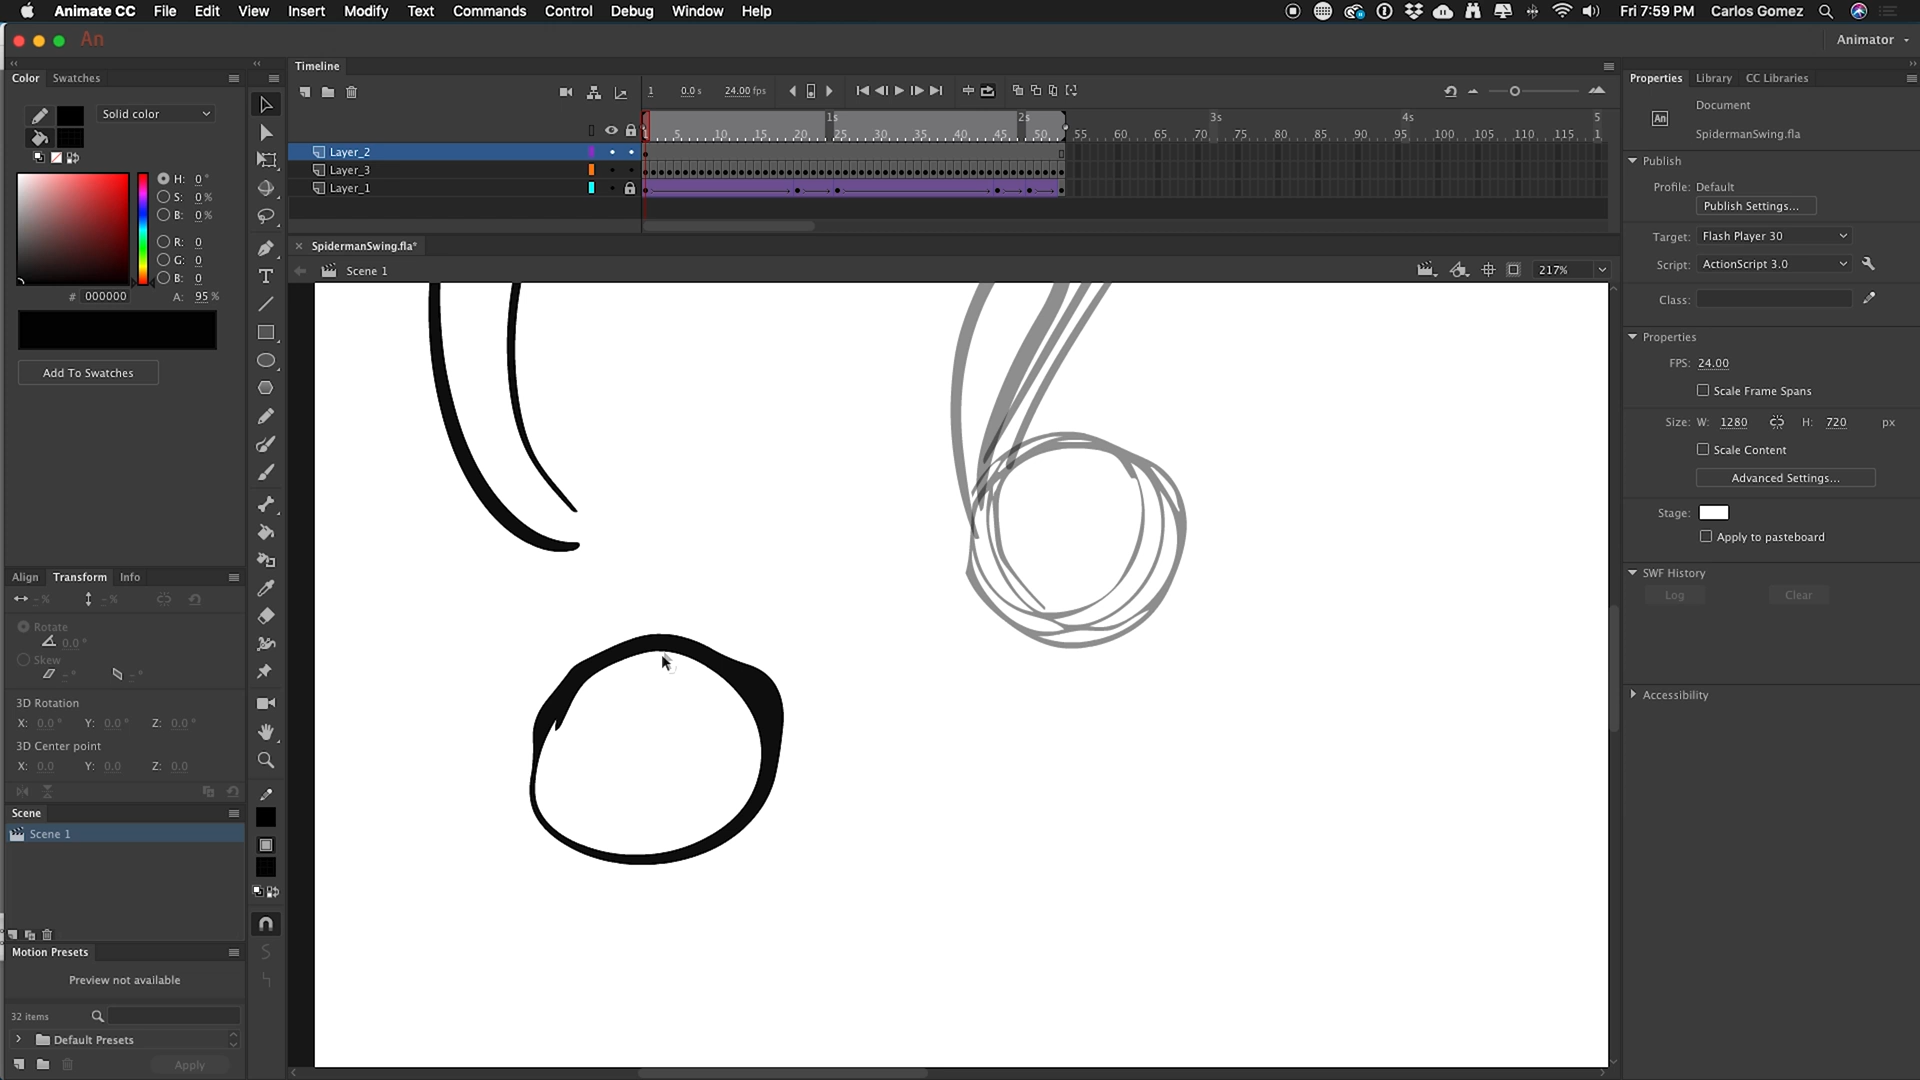 Animate CC File Edit View Insert Modify Text Commands Control Debug Window Help Fri 7:59 PM Carlos Gomez
An Animator
Color Swatches
Solid color
H: 0 °
S: 0 %
B: 0 %
R: 0
G: 0
B: 0
# 000000 A: 95 %
Add To Swatches
Align Transform Info
- % - %
Rotate
0.0 °
Skew
- ° - °
3D Rotation
X: 0.0 ° Y: 0.0 ° Z: 0.0 °
3D Center point
X: 0.0 Y: 0.0 Z: 0.0
Scene
Scene 1
Motion Presets
Preview not available
32 items
Default Presets
Apply
Timeline
1 0.0 s 24.00 fps
1s 2s 3s 4s 5
1 5 10 15 20 25 30 35 40 45 50 55 60 65 70 75 80 85 90 95 100 105 110 115 1
Layer_2
Layer_3
Layer_1
SpidermanSwing.fla*
Scene 1
217%
Properties Library CC Libraries
An Document
SpidermanSwing.fla
Publish
Profile: Default
Publish Settings...
Target: Flash Player 30
Script: ActionScript 3.0
Class:
Properties
FPS: 24.00
Scale Frame Spans
Size: W: 1280 H: 720 px
Scale Content
Advanced Settings...
Stage:
Apply to pasteboard
SWF History
Log Clear
Accessibility